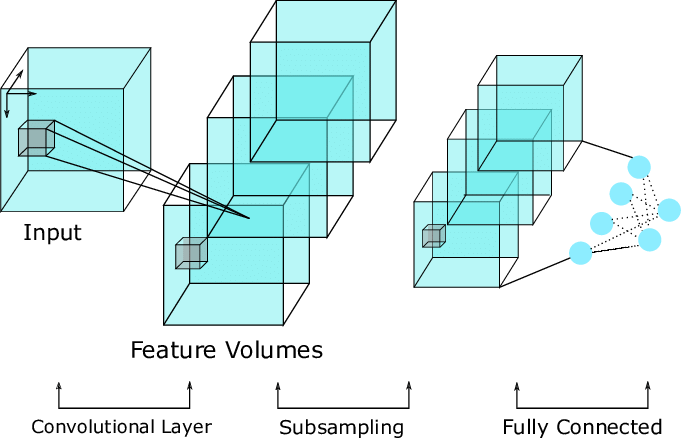 Input
Feature Volumes
Convolutional Layer
Subsampling
Fully Connected